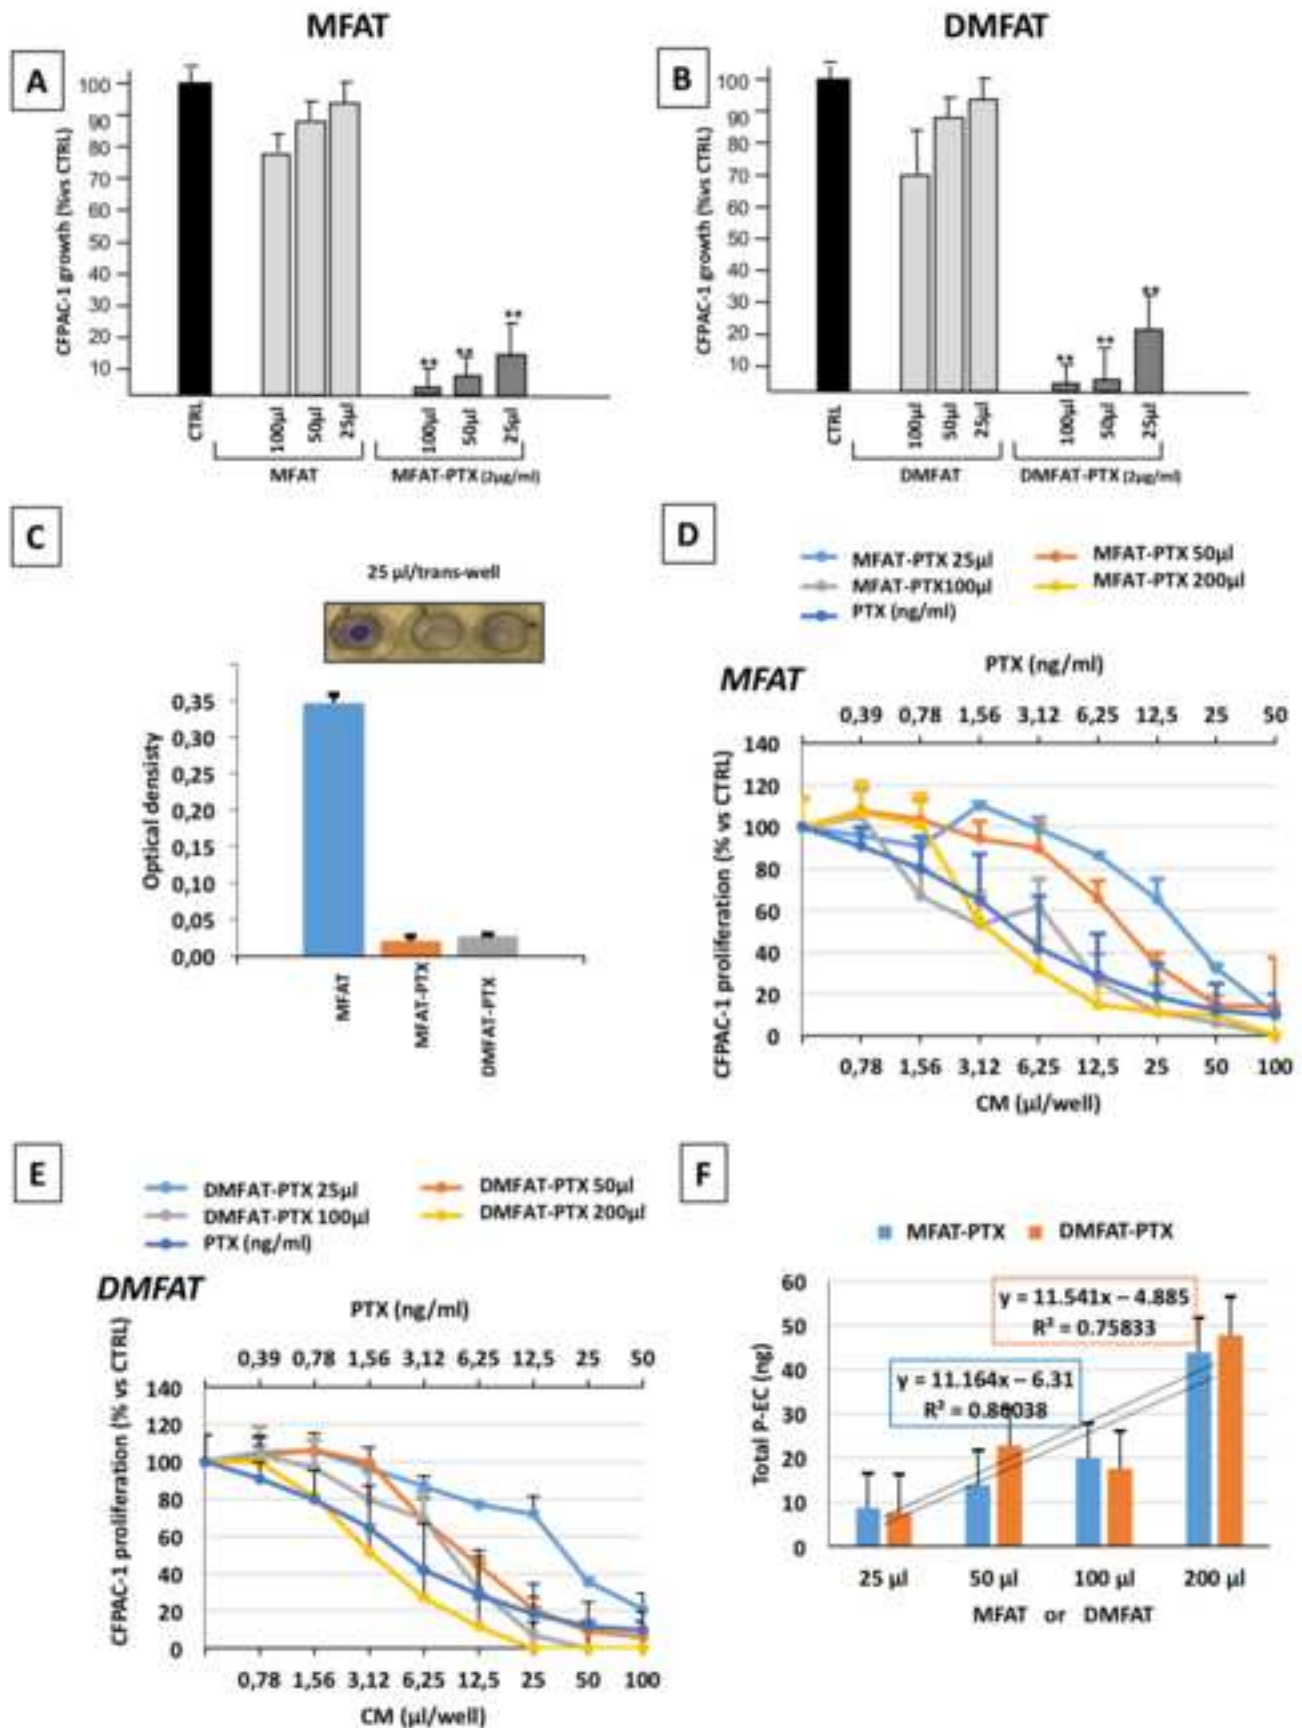 MFAT
DMFAT
A
CFPAC-1 growth (%vs CTRL)
100
90
80
70
60
50
40
30
20
10
**
**
**
CTRL
100µl
50µl
25µl
100µl
50µl
25µl
MFAT
MFAT-PTX (2µg/ml)
B
CFPAC-1 growth (%vs CTRL)
100
90
80
70
60
50
40
30
20
10
**
**
**
CTRL
100µl
50µl
25µl
100µl
50µl
25µl
DMFAT
DMFAT-PTX (2µg/ml)
C
25 µl/trans-well
Optical densisty
0,35
0,30
0,25
0,20
0,15
0,10
0,05
0,00
MFAT
MFAT-PTX
DMFAT-PTX
D
MFAT-PTX 25µl
MFAT-PTX 50µl
MFAT-PTX100µl
MFAT-PTX 200µl
PTX (ng/ml)
MFAT
PTX (ng/ml)
0,39 0,78 1,56 3,12 6,25 12,5 25 50
CFPAC-1 proliferation (% vs CTRL)
140
120
100
80
60
40
20
0
0,78 1,56 3,12 6,25 12,5 25 50 100
CM (µl/well)
E
DMFAT-PTX 25µl
DMFAT-PTX 50µl
DMFAT-PTX 100µl
DMFAT-PTX 200µl
PTX (ng/ml)
DMFAT
PTX (ng/ml)
0,39 0,78 1,56 3,12 6,25 12,5 25 50
CFPAC-1 proliferation (% vs CTRL)
140
120
100
80
60
40
20
0
0,78 1,56 3,12 6,25 12,5 25 50 100
CM (µl/well)
F
MFAT-PTX
DMFAT-PTX
Total P-EC (ng)
60
50
40
30
20
10
0
y = 11.541x – 4.885
R² = 0.75833
y = 11.164x – 6.31
25 µl
50 µl
100 µl
200 µl
MFAT or DMFAT